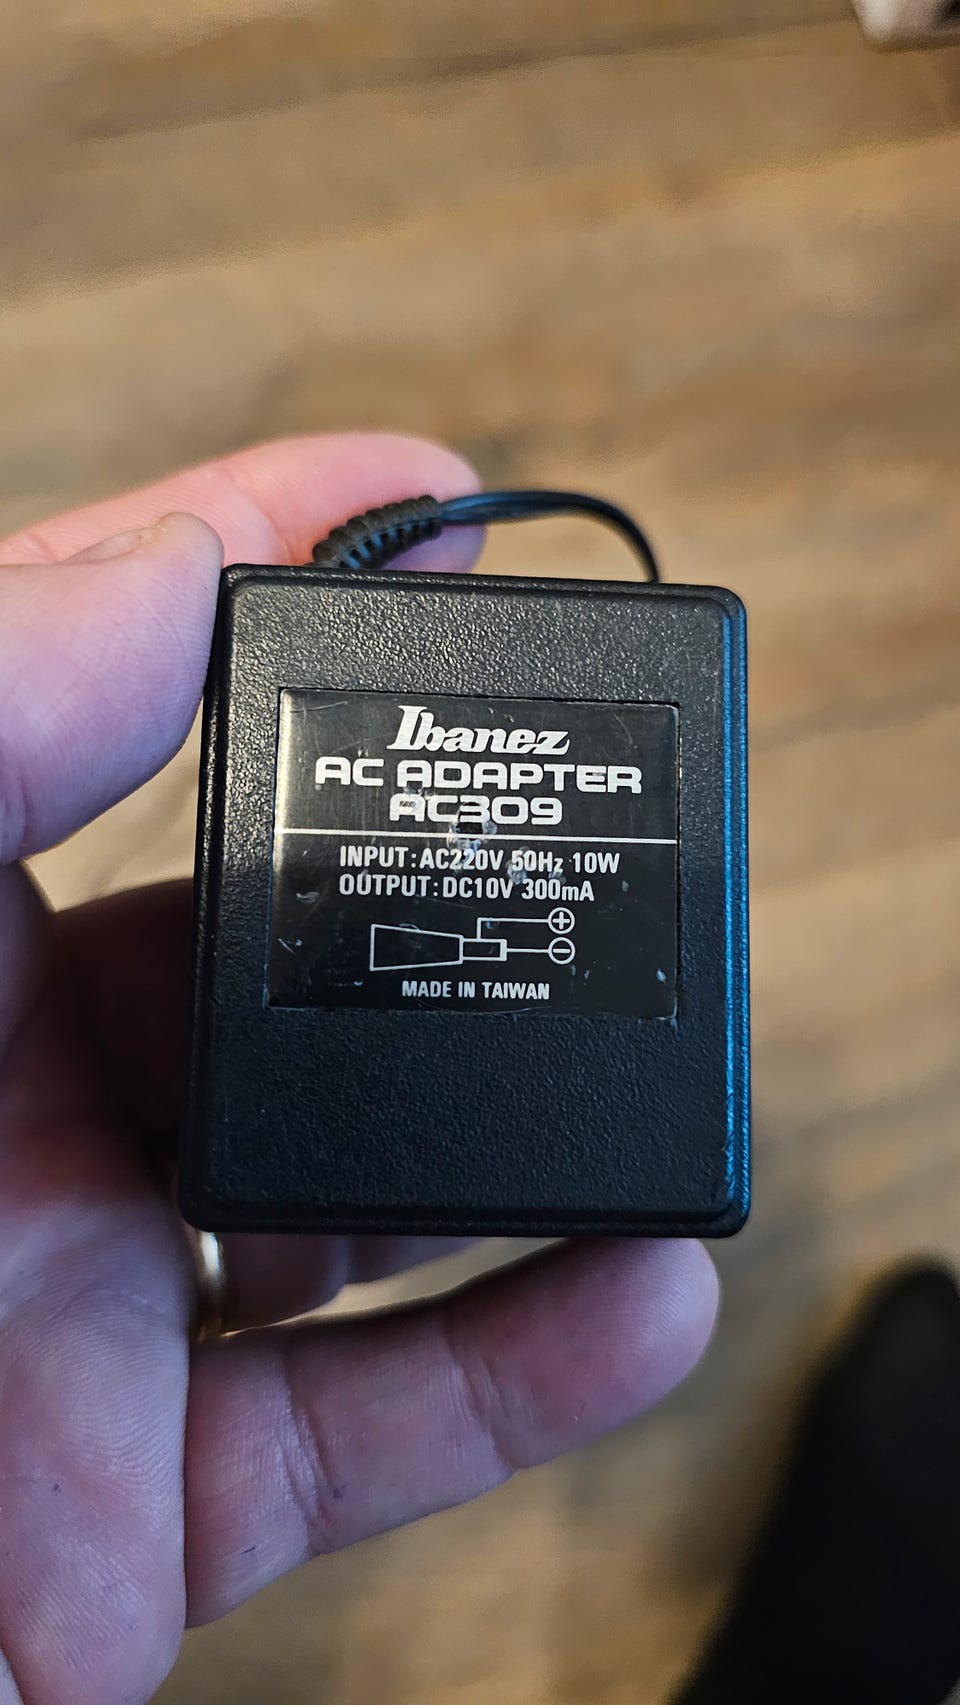 Ibanez
AC ADAPTER
AC309
INPUT:AC220V 50Hz 10W
OUTPUT:DC10V 300mA
+
−
MADE IN TAIWAN